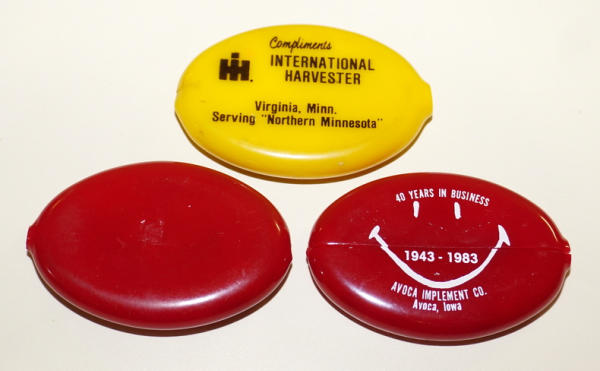 Compliments
IH.
INTERNATIONAL
HARVESTER
Virginia, Minn.
Serving "Northern Minnesota"
40 YEARS IN BUSINESS
1943 - 1983
AVOCA IMPLEMENT CO.
Avoca, Iowa